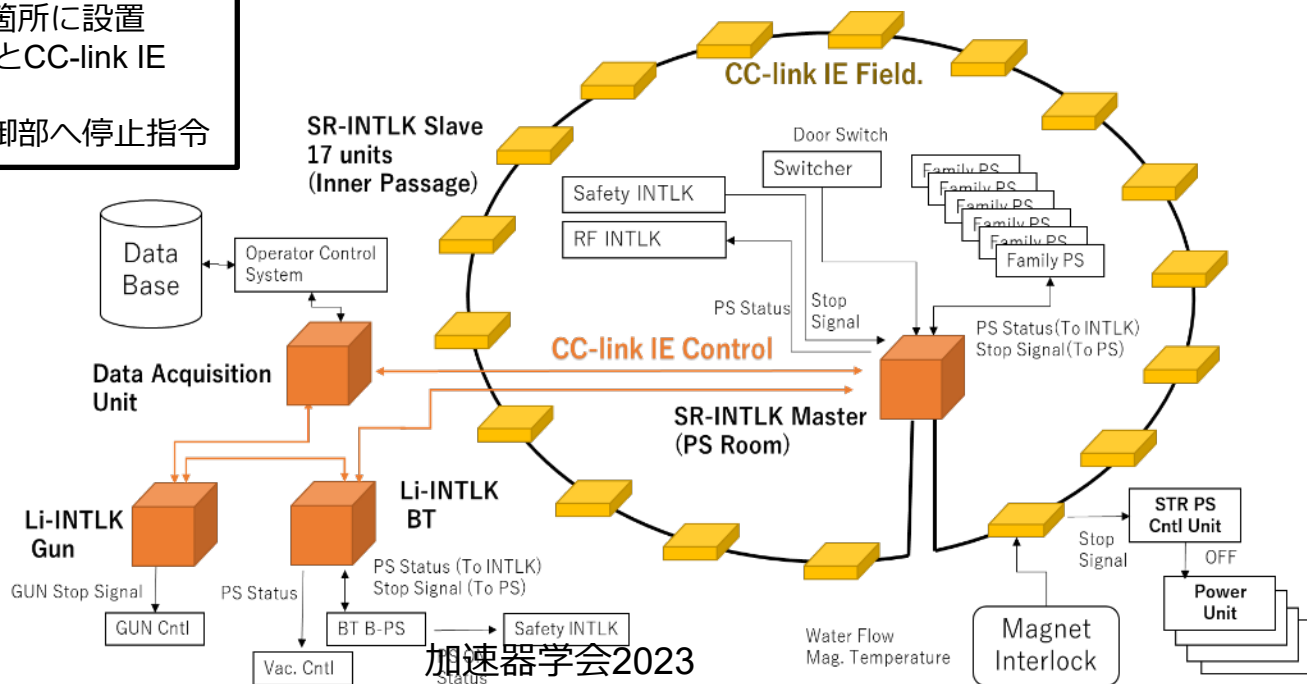 箇所に設置
とCC-link IE
御部へ停止指令
CC-link IE Field.
SR-INTLK Slave
17 units
(Inner Passage)
Door Switch
Switcher
Safety INTLK
RF INTLK
Family PS
Family PS
Family PS
Family PS
Family PS
Family PS
Data
Base
Operator Control
System
PS Status
Stop
Signal
PS Status(To INTLK)
Stop Signal(To PS)
CC-link IE Control
Data Acquisition
Unit
SR-INTLK Master
(PS Room)
Li-INTLK
Gun
Li-INTLK
BT
STR PS
Cntl Unit
Stop
Signal
OFF
PS Status (To INTLK)
Stop Signal (To PS)
GUN Stop Signal
PS Status
Power
Unit
GUN Cntl
BT B-PS
Safety INTLK
Magnet
Interlock
Water Flow
Mag. Temperature
Vac. Cntl
PS ON
Status
加速器学会2023